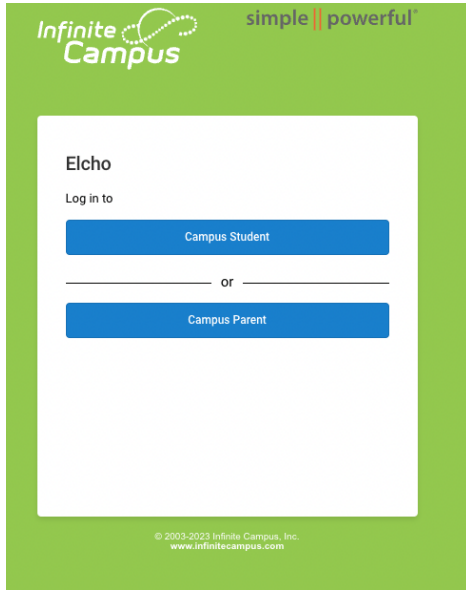 Infinite
Campus
simple || powerful®
Elcho
Log in to
Campus Student
or
Campus Parent
© 2003-2023 Infinite Campus, Inc.
www.infinitecampus.com